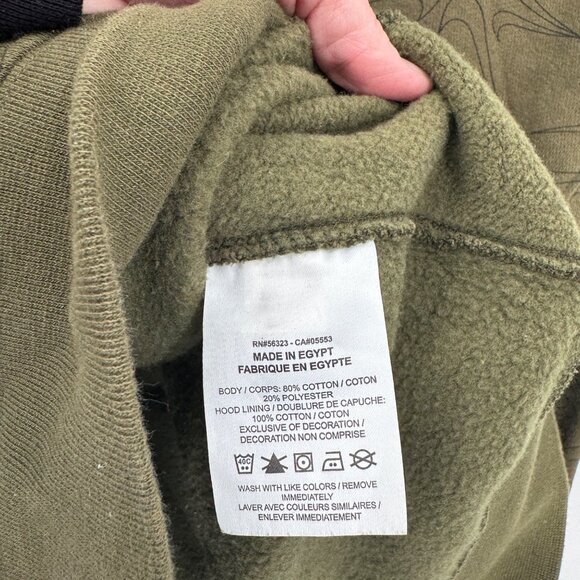 RN#56323 - CA#05553
MADE IN EGYPT
FABRIQUE EN EGYPTE
BODY / CORPS: 80% COTTON / COTON
20% POLYESTER
HOOD LINING / DOUBLURE DE CAPUCHE:
100% COTTON / COTON
EXCLUSIVE OF DECORATION /
DECORATION NON COMPRISE
40C
WASH WITH LIKE COLORS / REMOVE
IMMEDIATELY
LAVER AVEC COULEURS SIMILAIRES /
ENLEVER IMMEDIATEMENT